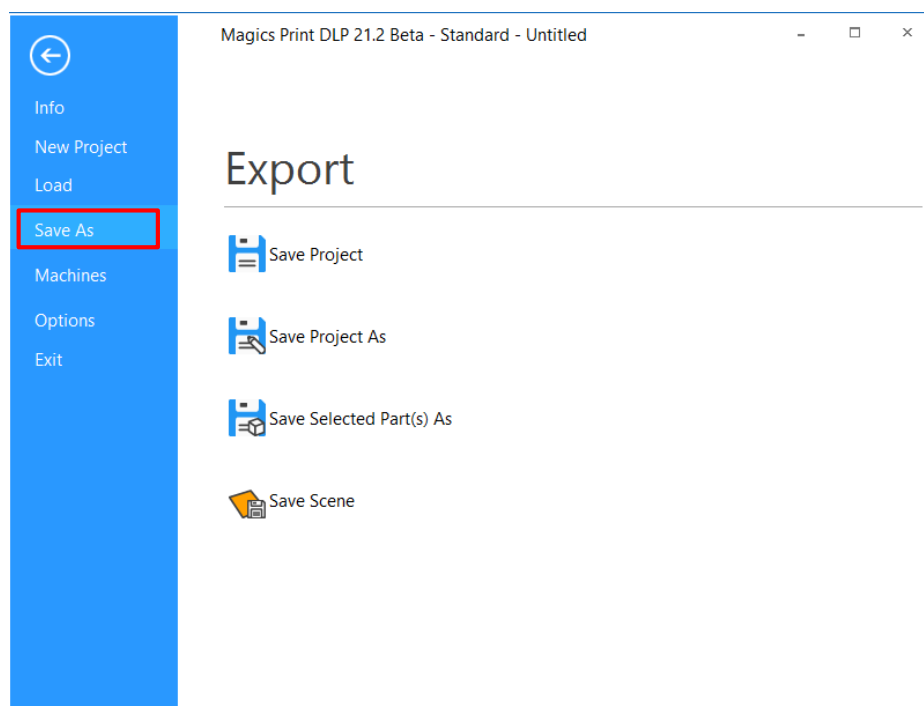 Magics Print DLP 21.2 Beta - Standard - Untitled
Info
New Project
Load
Save As
Machines
Options
Exit
Export
Save Project
Save Project As
Save Selected Part(s) As
Save Scene